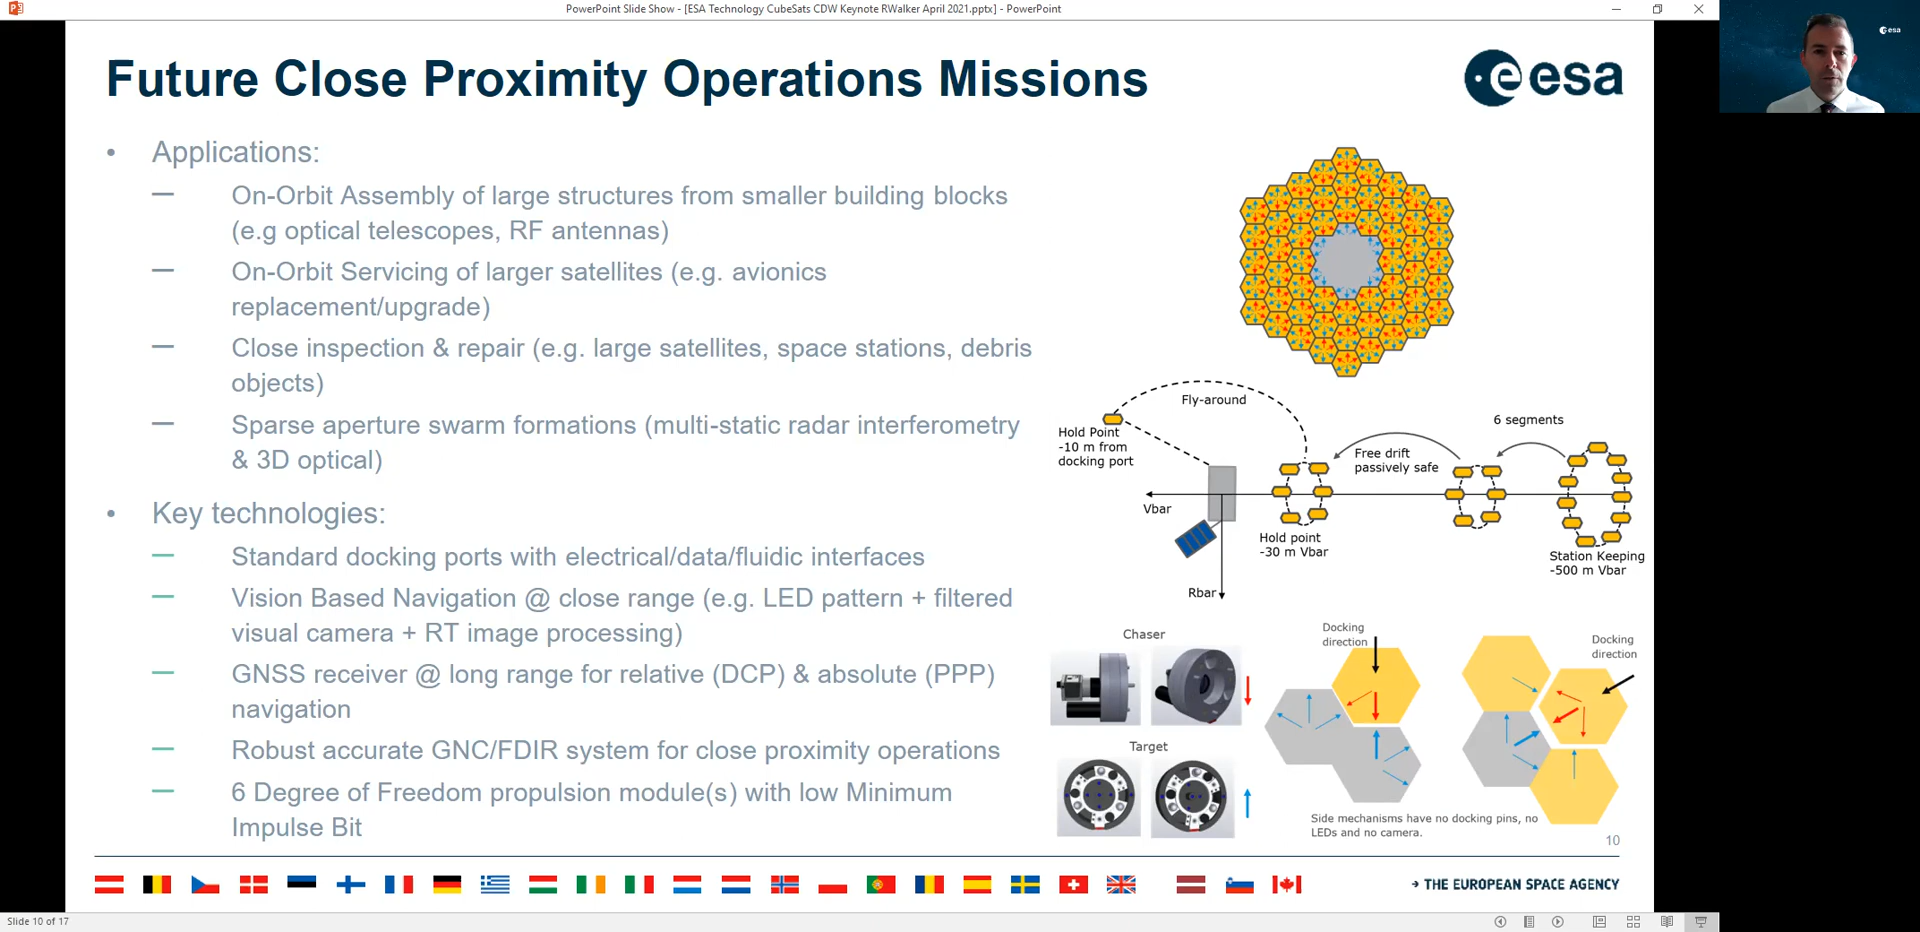 PowerPoint Slide Show - [ESA Technology CubeSats CDW Keynote RWalker April 2021.pptx] - PowerPoint
Future Close Proximity Operations Missions
esa
esa
• Applications:
— On-Orbit Assembly of large structures from smaller building blocks
(e.g optical telescopes, RF antennas)
— On-Orbit Servicing of larger satellites (e.g. avionics
replacement/upgrade)
— Close inspection & repair (e.g. large satellites, space stations, debris
objects)
— Sparse aperture swarm formations (multi-static radar interferometry
& 3D optical)
• Key technologies:
— Standard docking ports with electrical/data/fluidic interfaces
— Vision Based Navigation @ close range (e.g. LED pattern + filtered
visual camera + RT image processing)
— GNSS receiver @ long range for relative (DCP) & absolute (PPP)
navigation
— Robust accurate GNC/FDIR system for close proximity operations
— 6 Degree of Freedom propulsion module(s) with low Minimum
Impulse Bit
Fly-around
6 segments
Hold Point
-10 m from
docking port
Free drift
passively safe
Vbar
Hold point
-30 m Vbar
Station Keeping
-500 m Vbar
Rbar
Chaser
Docking
direction
Docking
direction
Target
Side mechanisms have no docking pins, no
LEDs and no camera.
10
→ THE EUROPEAN SPACE AGENCY
Slide 10 of 17